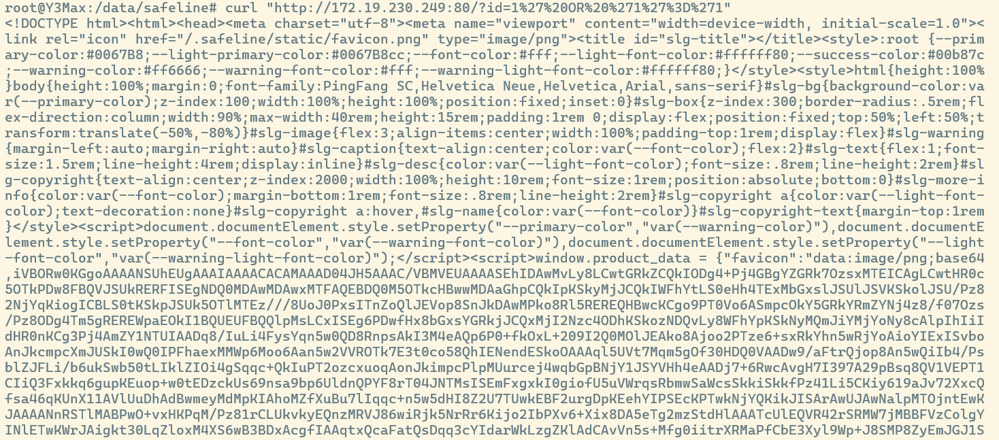 root@Y3Max:/data/safeline# curl "http://172.19.230.249:80/?id=1%27%20OR%20%271%27%3D%271"
<!DOCTYPE html><html><head><meta charset="utf-8"><meta name="viewport" content="width=device-width, initial-scale=1.0"><
link rel="icon" href="/.safeline/static/favicon.png" type="image/png"><title id="slg-title"></title><style>:root {--prim
ary-color:#0067B8;--light-primary-color:#0067B8cc;--font-color:#fff;--light-font-color:#ffffff80;--success-color:#00b87c
;--warning-color:#ff6666;--warning-font-color:#fff;--warning-light-font-color:#ffffff80;}</style><style>html{height:100%
}body{height:100%;margin:0;font-family:PingFang SC,Helvetica Neue,Helvetica,Arial,sans-serif}#slg-bg{background-color:va
r(--primary-color);z-index:100;width:100%;height:100%;position:fixed;inset:0}#slg-box{z-index:300;border-radius:.5rem;fl
ex-direction:column;width:90%;max-width:40rem;height:15rem;padding:1rem 0;display:flex;position:fixed;top:50%;left:50%;t
ransform:translate(-50%,-80%)}#slg-image{flex:3;align-items:center;width:100%;padding-top:1rem;display:flex}#slg-warning
{margin-left:auto;margin-right:auto}#slg-caption{text-align:center;color:var(--font-color);flex:2}#slg-text{flex:1;font-
size:1.5rem;line-height:4rem;display:inline}#slg-desc{color:var(--light-font-color);font-size:.8rem;line-height:2rem}#sl
g-copyright{text-align:center;z-index:2000;width:100%;height:10rem;font-size:1rem;position:absolute;bottom:0}#slg-more-i
nfo{color:var(--font-color);margin-bottom:1rem;font-size:.8rem;line-height:2rem}#slg-copyright a{color:var(--light-font-
color);text-decoration:none}#slg-copyright a:hover,#slg-name{color:var(--font-color)}#slg-copyright-text{margin-top:1rem
}</style><script>document.documentElement.style.setProperty("--primary-color","var(--warning-color)"),document.documentE
lement.style.setProperty("--font-color","var(--warning-font-color)"),document.documentElement.style.setProperty("--light
-font-color","var(--warning-light-font-color)");</script><script>window.product_data = {"favicon":"data:image/png;base64
,iVBORw0KGgoAAAANSUhEUgAAAIAAAACACAMAAAD04JH5AAAC/VBMVEUAAAASEhIDAwMvLy8LCwtGRkZCQkIODg4+Pj4GBgYZGRk7OzsxMTEICAgLCwtHR0c
5OTkPDw8FBQVJSUkRERFISEgNDQ0MDAwMDAwxMTFAQEBDQ0M5OTkcHBwwMDAaGhpCQkIpKSkyMjJCQkIWFhYtLS0eHh4TExMbGxslJSUlJSVKSkolJSU/Pz8
2NjYqKiogICBLS0tKSkpJSUk5OTlMTEz///8UoJ0PxsITnZoQlJEVop8SnJkDAwMPko8Rl5REREQHBwcKCgo9PT0Vo6ASmpcOkY5GRkYRmZYNj4z8/f07Ozs
/Pz8ODg4Tm5gREREWpaEOkI1BQUEUFBQQlpMsLCxISEg6PDwfHx8bGxsYGRkjJCQxMjI2Nzc4ODhKSkozNDQvLy8WFhYpKSkNyMQmJiYMjYoNy8cAlpIhIiI
dHR0nKCg3Pj4AmZY1NTUIAADq8/IuLi4FysYqn5w0QD8RnpsAkI3M4eAQp6P0+fkOxL+209I2Q0MOlJEAko8Ajoo2PTze6+sxRkYhn5wRjYoAioYIExISvbo
AnJkcmpcXmJUSkI0wQ0IPFhaexMMWp6Moo6Aan5w2VVROTk7E3t0co58QhIENendESkoOAAAql5UVt7Mqm5gOf30HDQ0VAADw9/aFtrQjop8An5wQiIb4/Ps
blZJFLi/b6ukSwb50tLIklZIOi4gSqqc+QkIuPT2ozcxuoqAonJkimpcPlpMUurcej4wqbGpBNjY1JSYVHh4eAADj7+6RwcAvgH7I397A29pBsq8QV1VEPT1
CIiQ3Fxkkq6gupKEuop+w0tEDzckUs69nsa9bp6UldnQPYF8rT04JNTMsISEmFxgxkI0giofU5uVWrqsRbmwSaWcsSkkiSkkfPz41Li5CKiy619aJv72XxcQ
fsa46qKUnX11AVlUuDhAdBwmeyMdMpKIAhoMZfXuBu7lIqqc+n5w5dHI8Z2U7TUwkEBF2urgDpKEehYIPSEcKPTwkNjYQKikJISArAwUJAwNalpMTOjntEwK
JAAAANnRSTlMABPwO+vxHKPqM/Pz81rCLUkvkyEQnzMRVJ86wiRjk5NrRr6Kijo2IbPXv6+Xix8DA5eTg2mzStdHlAAATcUlEQVR42rSRMW7jMBBFVzColgY
INlETwKWrJAigkt30LqZloxM4XS6wB3BDxAcgfIAAqtxQcaFatQsDqq3cYIdarWkLzgZKlAdCAvVn5s+Mfg0iitrXRMaPfCbE3Xyl9Wp+J8SMP8ZyEmJGJ1S